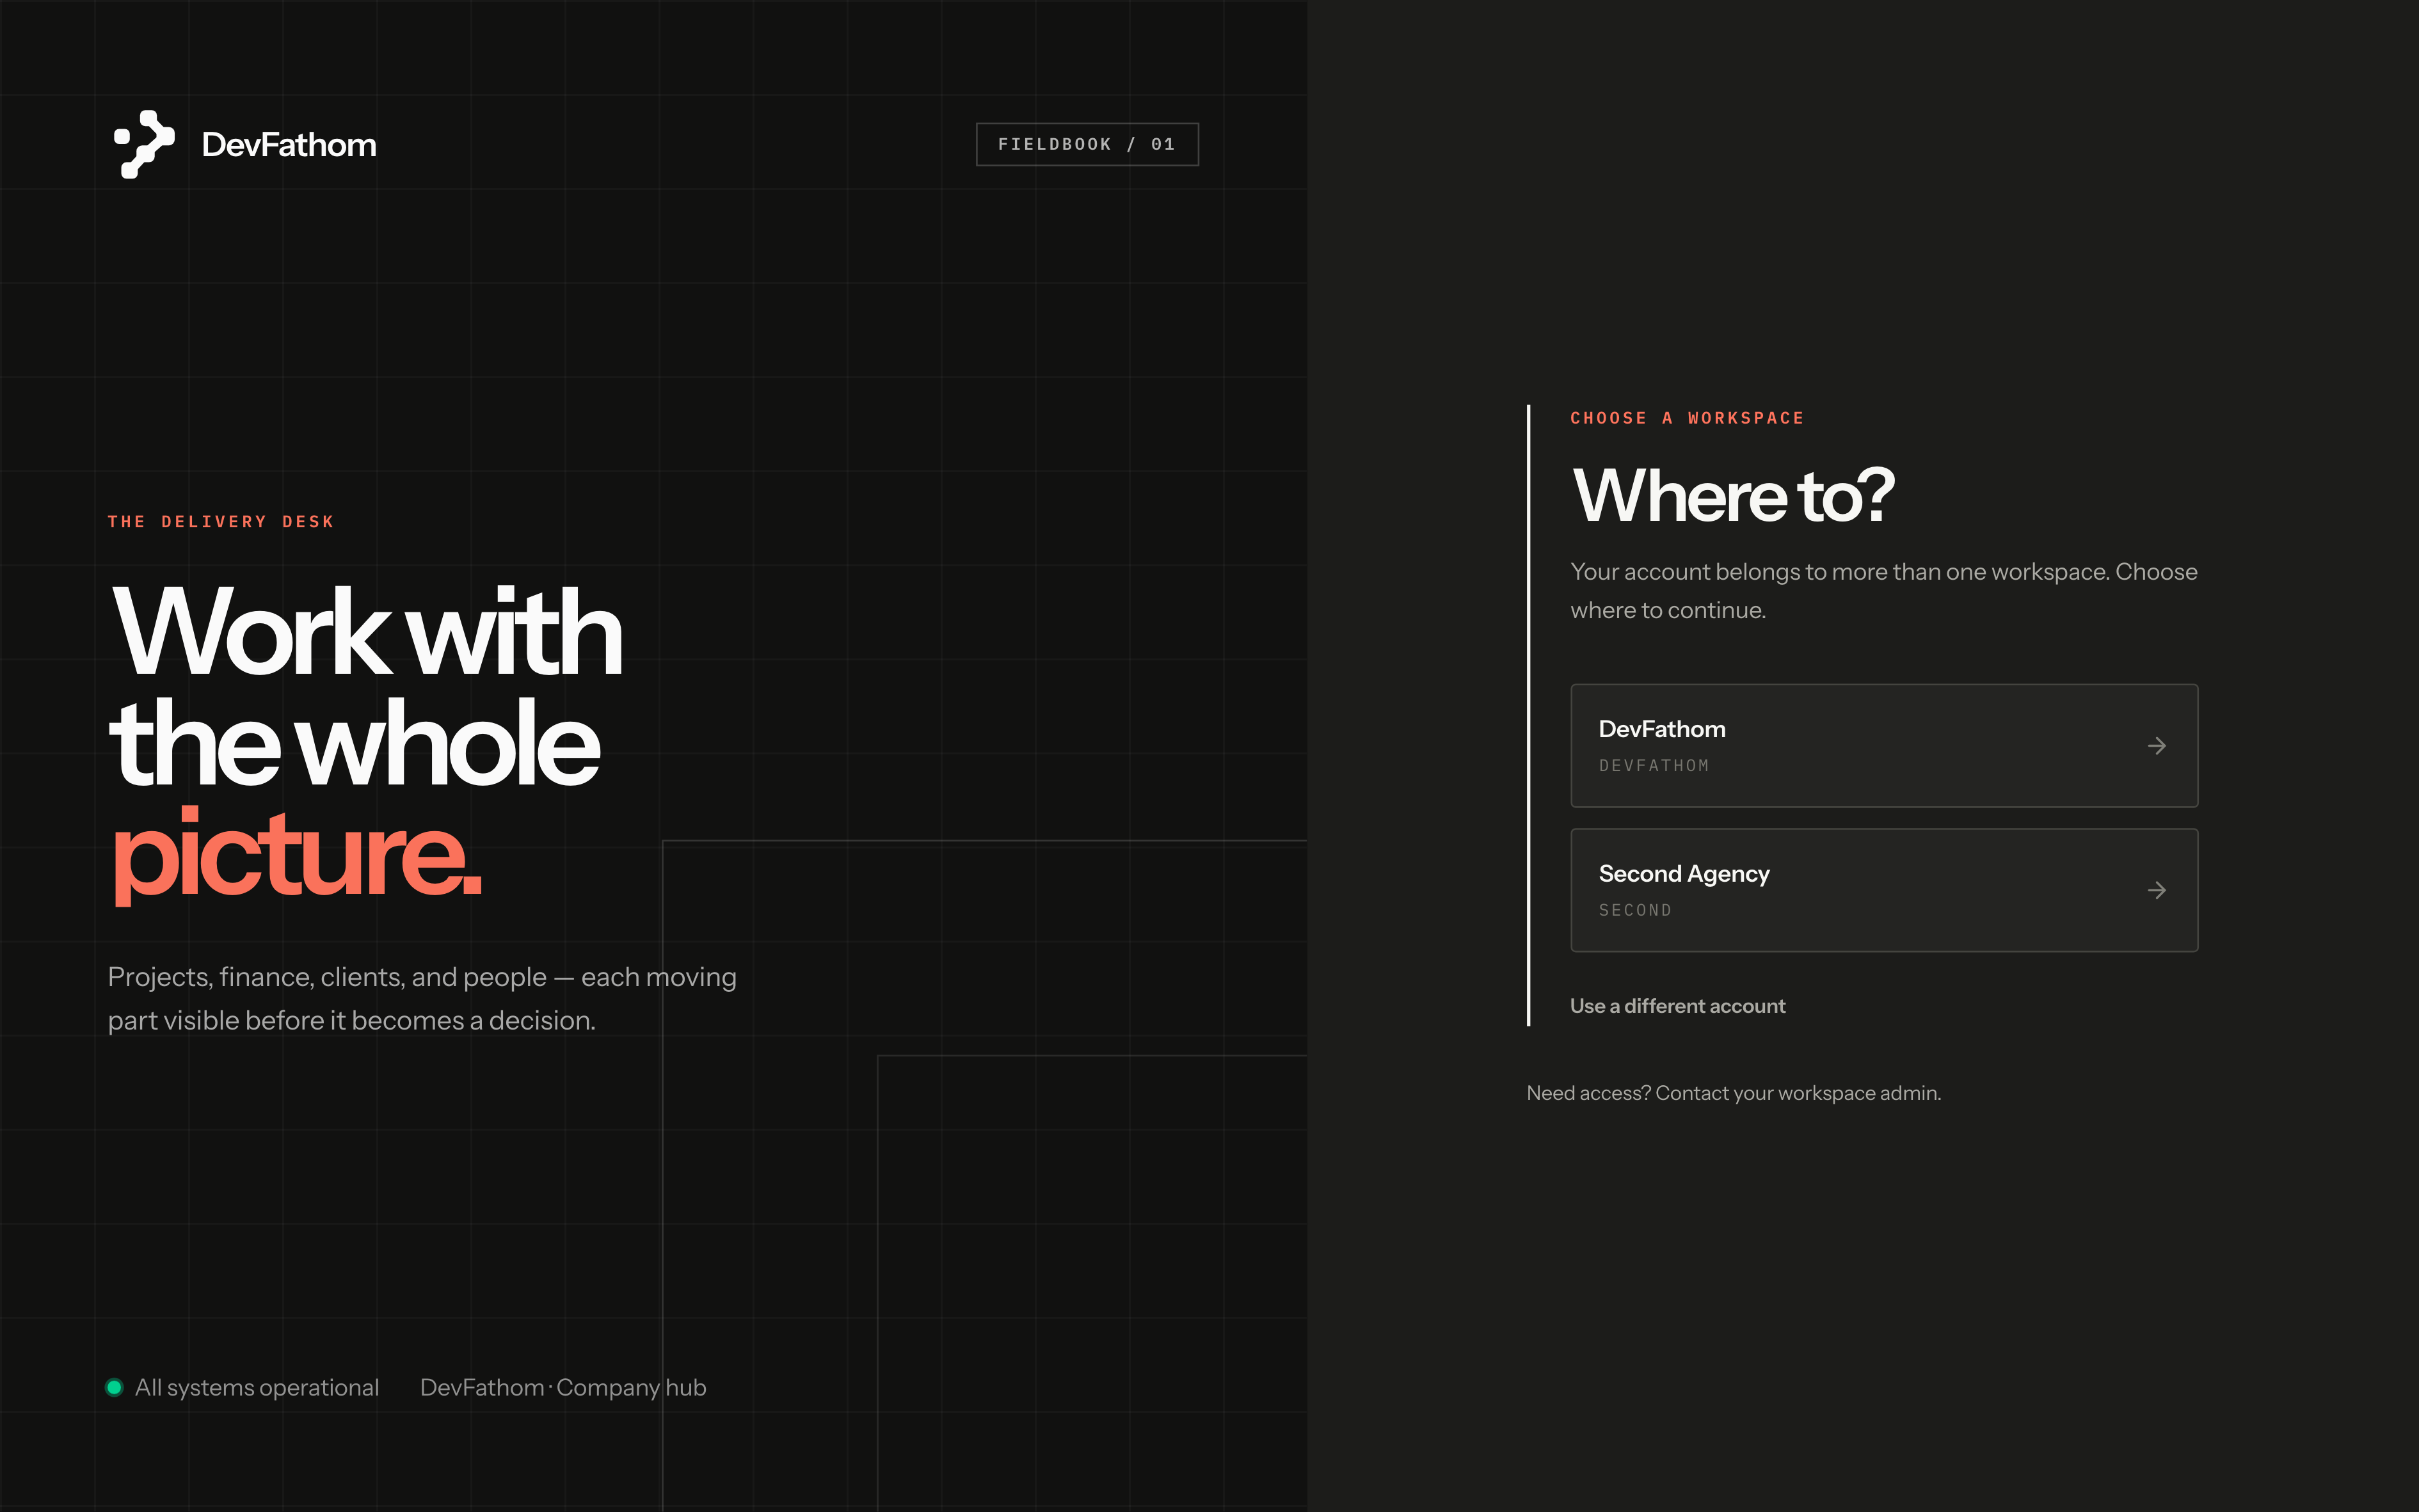 DevFathom
FIELDBOOK / 01
THE DELIVERY DESK
Work with
the whole
picture.
Projects, finance, clients, and people — each moving
part visible before it becomes a decision.
All systems operational
DevFathom · Company hub
CHOOSE A WORKSPACE
Where to?
Your account belongs to more than one workspace. Choose
where to continue.
DevFathom
DEVFATHOM
Second Agency
SECOND
Use a different account
Need access? Contact your workspace admin.